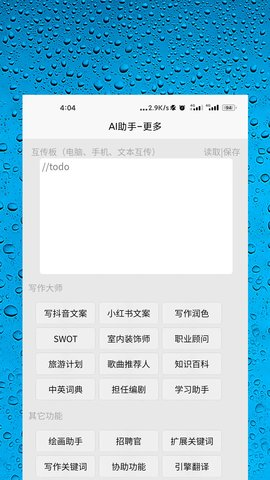 4:04 ...2.9K/s 4G 4G 94
AI助手-更多
互传板（电脑、手机、文本互传） 读取|保存
//todo
写作大师
写抖音文案 小红书文案 写作润色
SWOT 室内装饰师 职业顾问
旅游计划 歌曲推荐人 知识百科
中英词典 担任编剧 学习助手
其它功能
绘画助手 招聘官 扩展关键词
写作关键词 协助功能 引擎翻译